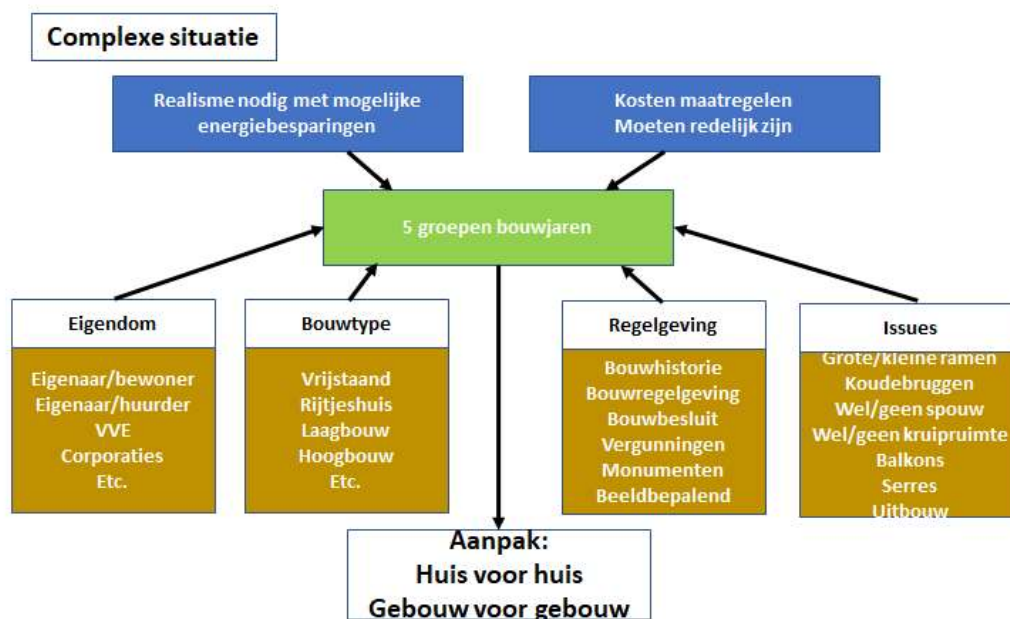 Complexe situatie
Realisme nodig met mogelijke
energiebesparingen
Kosten maatregelen
Moeten redelijk zijn
5 groepen bouwjaren
Eigendom
Eigenaar/bewoner
Eigenaar/huurder
VVE
Corporaties
Etc.
Bouwtype
Vrijstaand
Rijtjeshuis
Laagbouw
Hoogbouw
Etc.
Regelgeving
Bouwhistorie
Bouwregelgeving
Bouwbesluit
Vergunningen
Monumenten
Beeldbepalend
Issues
Grote/kleine ramen
Koudebruggen
Wel/geen spouw
Wel/geen kruipruimte
Balkons
Serres
Uitbouw
Aanpak:
Huis voor huis
Gebouw voor gebouw